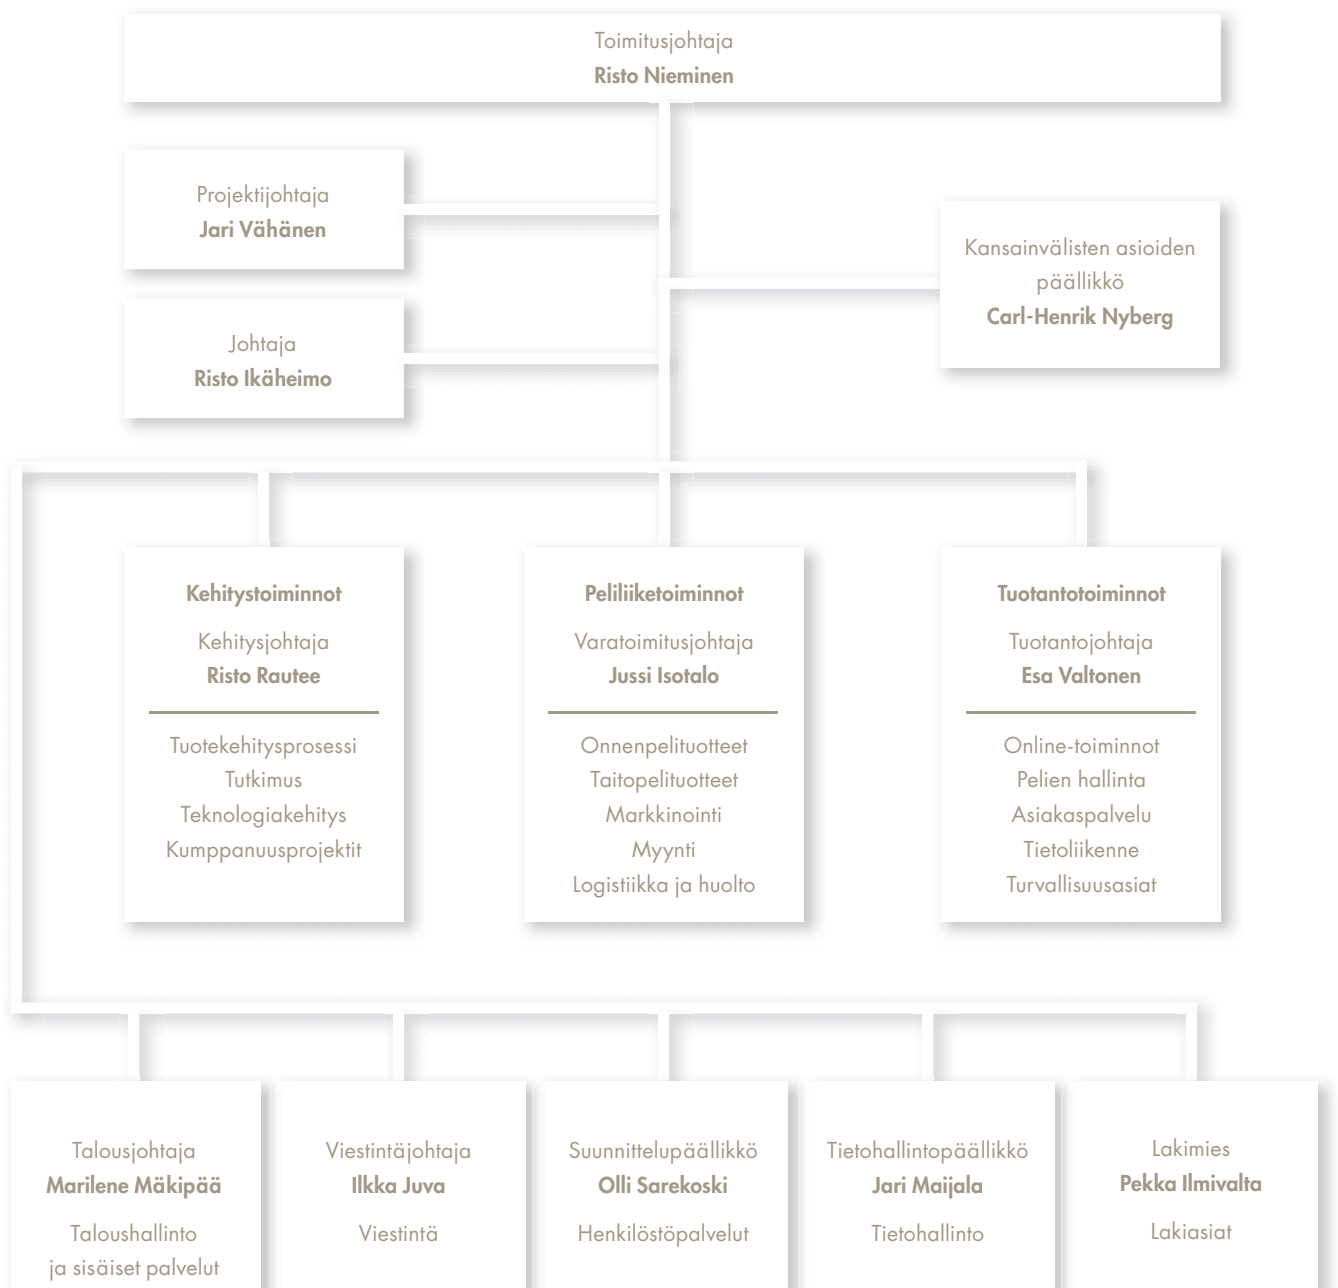 Toimitusjohtaja
Risto Nieminen
Projektijohtaja
Jari Vähänen
Kansainvälisten asioiden
päällikkö
Carl-Henrik Nyberg
Johtaja
Risto Ikäheimo
Kehitystoiminnot
Kehitysjohtaja
Risto Rautee
Tuotekehitysprosessi
Tutkimus
Teknologiakehitys
Kumppanuusprojektit
Peliliiketoiminnot
Varatoimitusjohtaja
Jussi Isotalo
Onnenpelituotteet
Taitopelituotteet
Markkinointi
Myynti
Logistiikka ja huolto
Tuotantotoiminnot
Tuotantojohtaja
Esa Valtonen
Online-toiminnot
Pelien hallinta
Asiakaspalvelu
Tietoliikenne
Turvallisuusasiat
Talousjohtaja
Marilene Mäkipää
Taloushallinto
ja sisäiset palvelut
Viestintäjohtaja
Ilkka Juva
Viestintä
Suunnittelupäällikkö
Olli Sarekoski
Henkilöstöpalvelut
Tietohallintopäällikkö
Jari Maijala
Tietohallinto
Lakimies
Pekka Ilmivalta
Lakiasiat